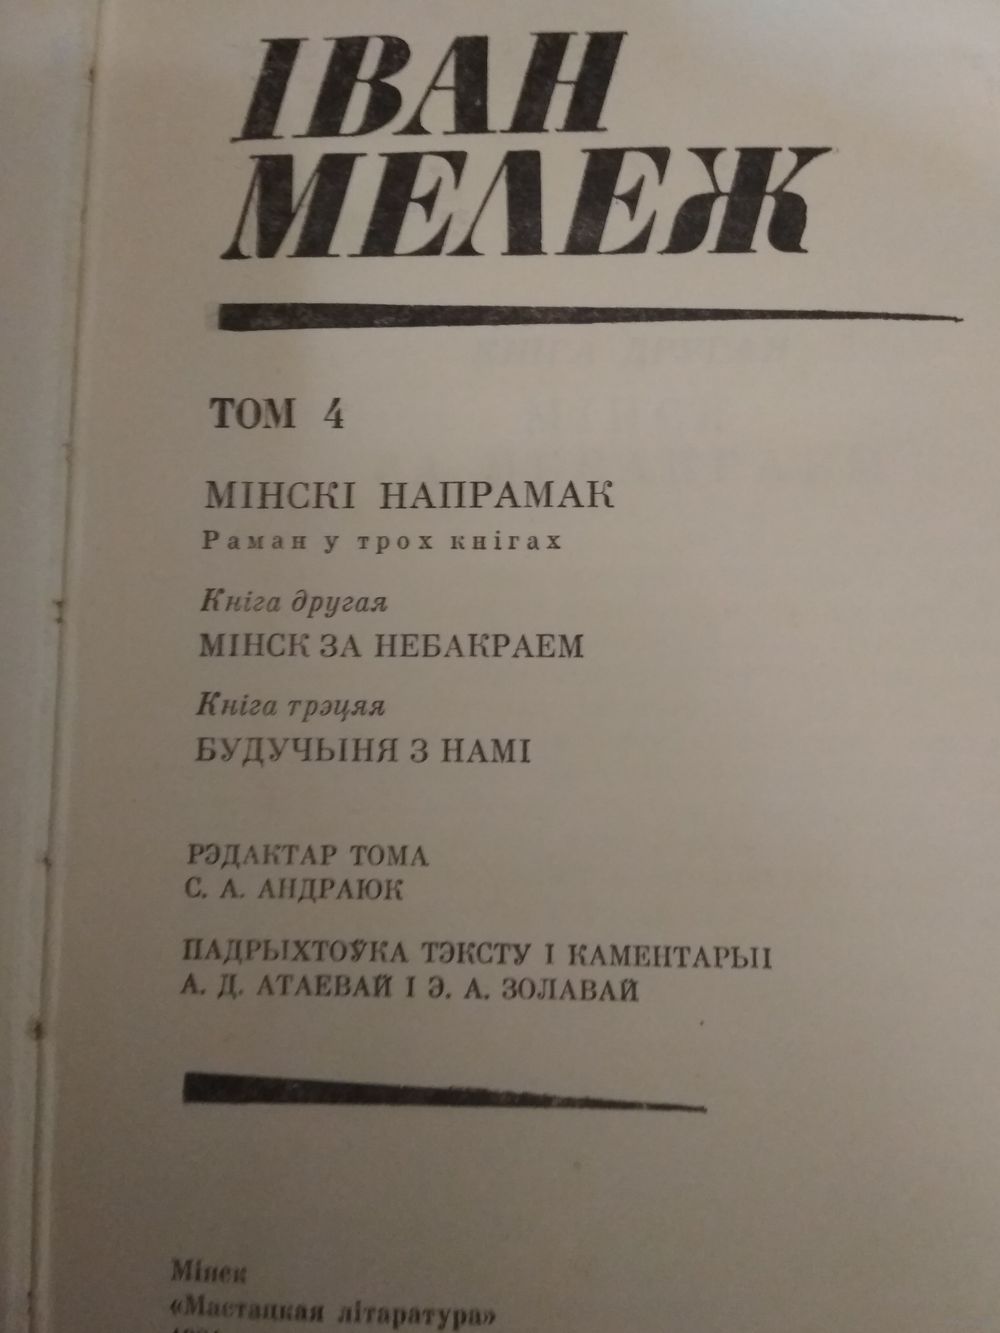 ІВАН
МЕЛЕЖ
ТОМ 4
МІНСКІ НАПРАМАК
Раман у трох кнігах
Кніга другая
МІНСК ЗА НЕБАКРАЕМ
Кніга трэцяя
БУДУЧЫНЯ З НАМІ
РЭДАКТАР ТОМА
С. А. АНДРАЮК
ПАДРЫХТОЎКА ТЭКСТУ І КАМЕНТАРЫІ
А. Д. АТАЕВАЙ І Э. А. ЗОЛАВАЙ
Мінск
«Мастацкая літаратура»